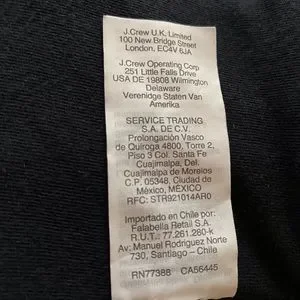 J.Crew U.K. Limited
100 New Bridge Street
London, EC4V 6JA
J.Crew Operating Corp
251 Little Falls Drive
USA DE 19808 Wilmington
Delaware
Verenidge Staten Van
Amerika
SERVICE TRADING
S.A. DE C.V.
Prolongación Vasco
de Quiroga 4800, Torre 2,
Piso 3 Col. Santa Fe
Cuajimalpa, Del.
Cuajimalpa de Morelos
C.P. 05348, Ciudad de
México, MÉXICO
RFC: STR921014AR0
Importado en Chile por:
Falabella Retail S.A.
R.U.T.: 77.261.280-k
Av: Manuel Rodriguez Norte
730, Santiago – Chile
RN77388 CA56445